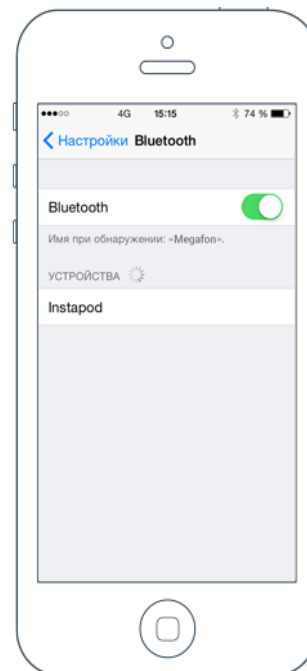 4G 15:15 74 %
Настройки Bluetooth
Bluetooth
Имя при обнаружении: «Megafon».
УСТРОЙСТВА
Instapod